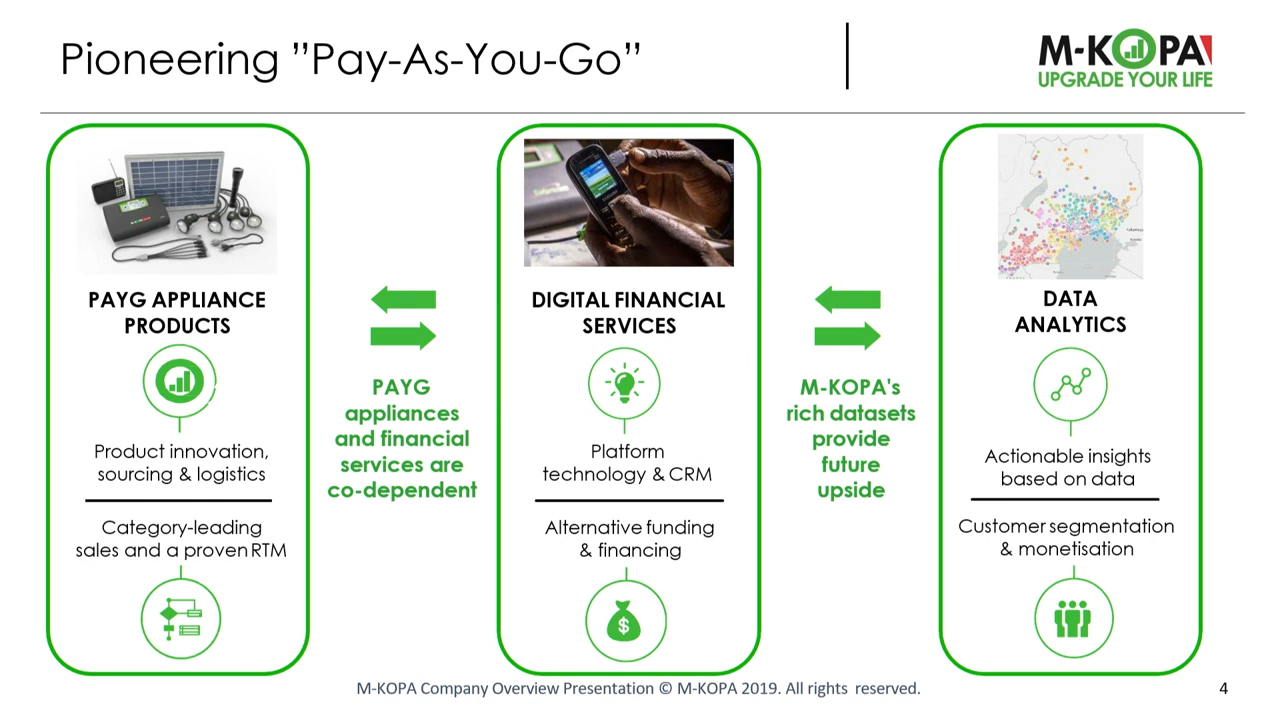 Pioneering ”Pay-As-You-Go”
M-KOPA
UPGRADE YOUR LIFE
PAYG APPLIANCE
PRODUCTS
Product innovation,
sourcing & logistics
Category-leading
sales and a proven RTM
PAYG
appliances
and financial
services are
co-dependent
DIGITAL FINANCIAL
SERVICES
Platform
technology & CRM
Alternative funding
& financing
$
M-KOPA's
rich datasets
provide
future
upside
DATA
ANALYTICS
Actionable insights
based on data
Customer segmentation
& monetisation
M-KOPA Company Overview Presentation © M-KOPA 2019. All rights reserved.
4